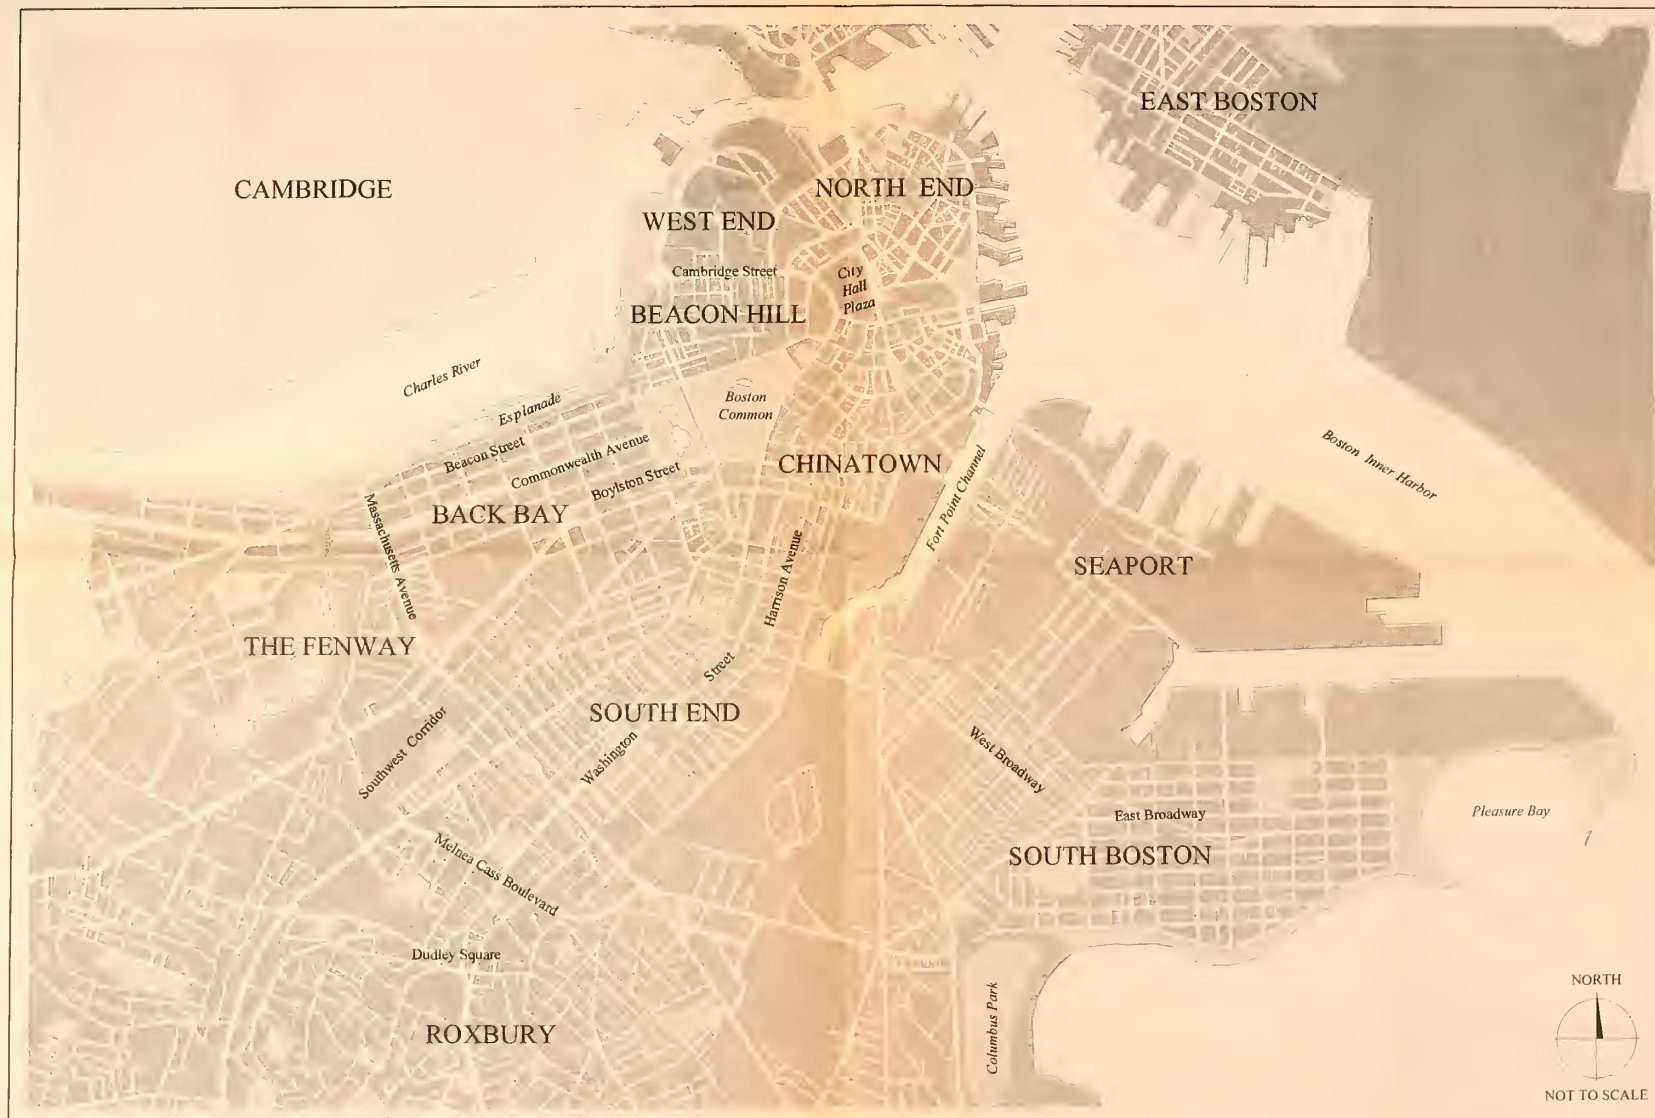 EAST BOSTON
CAMBRIDGE
NORTH END
WEST END
Cambridge Street
City
Hall
Plaza
BEACON HILL
Charles River
Esplanade
Boston
Common
Beacon Street
Commonwealth Avenue
Boylston Street
CHINATOWN
Fort Point Channel
Boston Inner Harbor
BACK BAY
Massachusetts Avenue
Harrison Avenue
SEAPORT
THE FENWAY
Street
SOUTH END
Washington
Southwest Corridor
West Broadway
East Broadway
Pleasure Bay
SOUTH BOSTON
Melnea Cass Boulevard
Dudley Square
ROXBURY
Columbus Park
NORTH
NOT TO SCALE